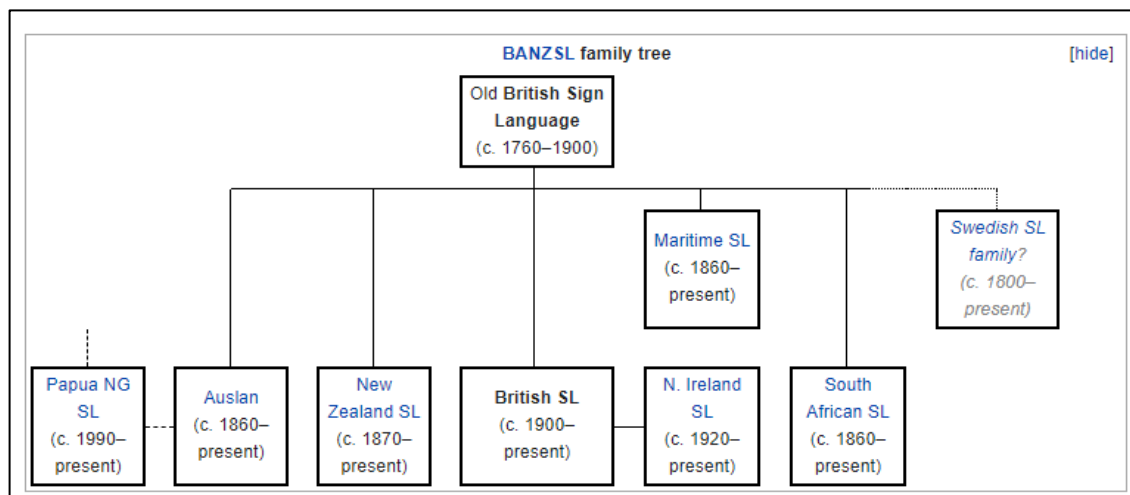 BANZSL family tree
[hide]
Old British Sign
Language
(c. 1760–1900)
Maritime SL
(c. 1860–
present)
Swedish SL
family?
(c. 1800–
present)
Papua NG
SL
(c. 1990–
present)
Auslan
(c. 1860–
present)
New
Zealand SL
(c. 1870–
present)
British SL
(c. 1900–
present)
N. Ireland
SL
(c. 1920–
present)
South
African SL
(c. 1860–
present)